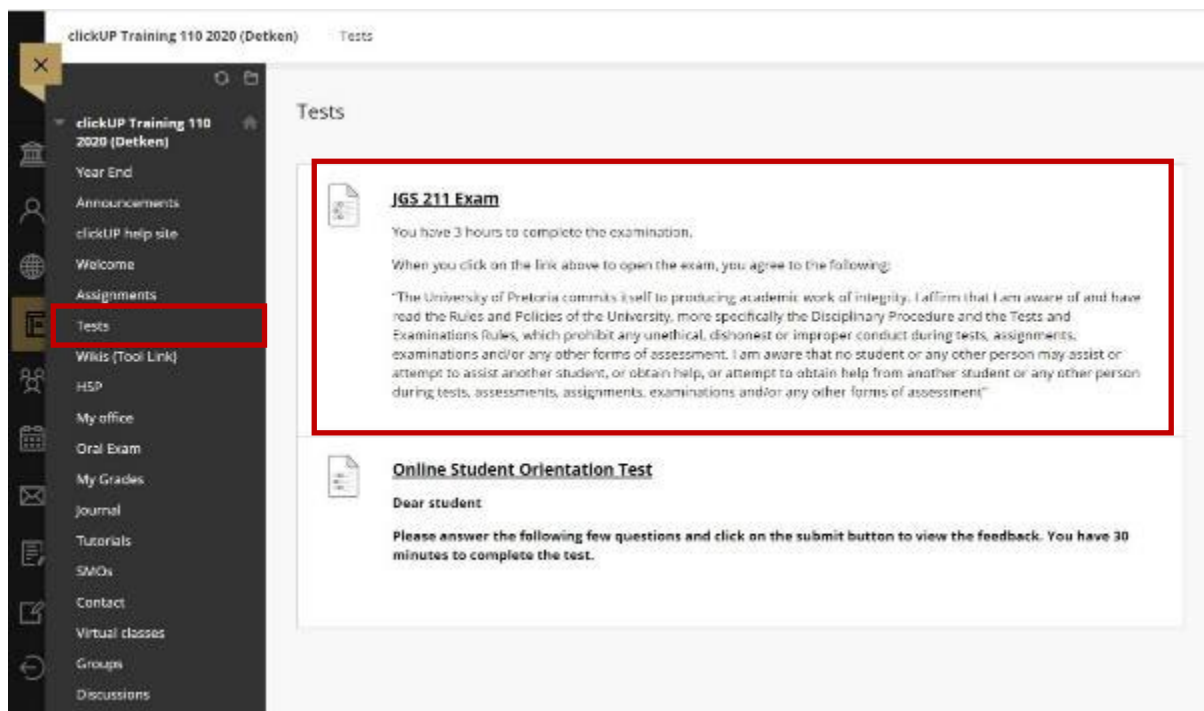 clickUP Training 110 2020 (Detken) Tests
clickUP Training 110
2020 (Detken)
Year End
Announcements
clickUP help site
Welcome
Assignments
Tests
Wikis (Tool Link)
HSP
My office
Oral Exam
My Grades
Journal
Tutorials
SMOs
Contact
Virtual classes
Groups
Discussions
Tests
JGS 211 Exam
You have 3 hours to complete the examination.
When you click on the link above to open the exam, you agree to the following:
"The University of Pretoria commits itself to producing academic work of integrity. I affirm that I am aware of and have
read the Rules and Policies of the University, more specifically the Disciplinary Procedure and the Tests and
Examinations Rules, which prohibit any unethical, dishonest or improper conduct during tests, assignments,
examinations and/or any other forms of assessment. I am aware that no student or any other person may assist or
attempt to assist another student, or obtain help, or attempt to obtain help from another student or any other person
during tests, assessments, assignments, examinations and/or any other forms of assessment"
Online Student Orientation Test
Dear student
Please answer the following few questions and click on the submit button to view the feedback. You have 30
minutes to complete the test.